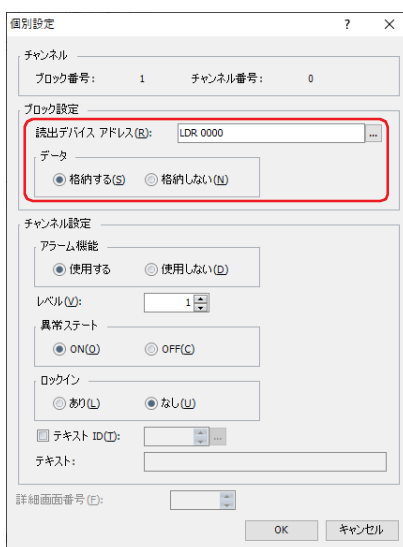 個別設定 ?
チャンネル
ブロック番号: 1 チャンネル番号: 0
ブロック設定
読出デバイス アドレス(R): LDR 0000 ...
データ
格納する(S) 格納しない(N)
チャンネル設定
アラーム機能
使用する 使用しない(D)
レベル(V): 1
異常ステート
ON(O) OFF(C)
ロックイン
あり(L) なし(U)
テキスト ID(T): ...
テキスト:
詳細画面番号(F):
OK キャンセル